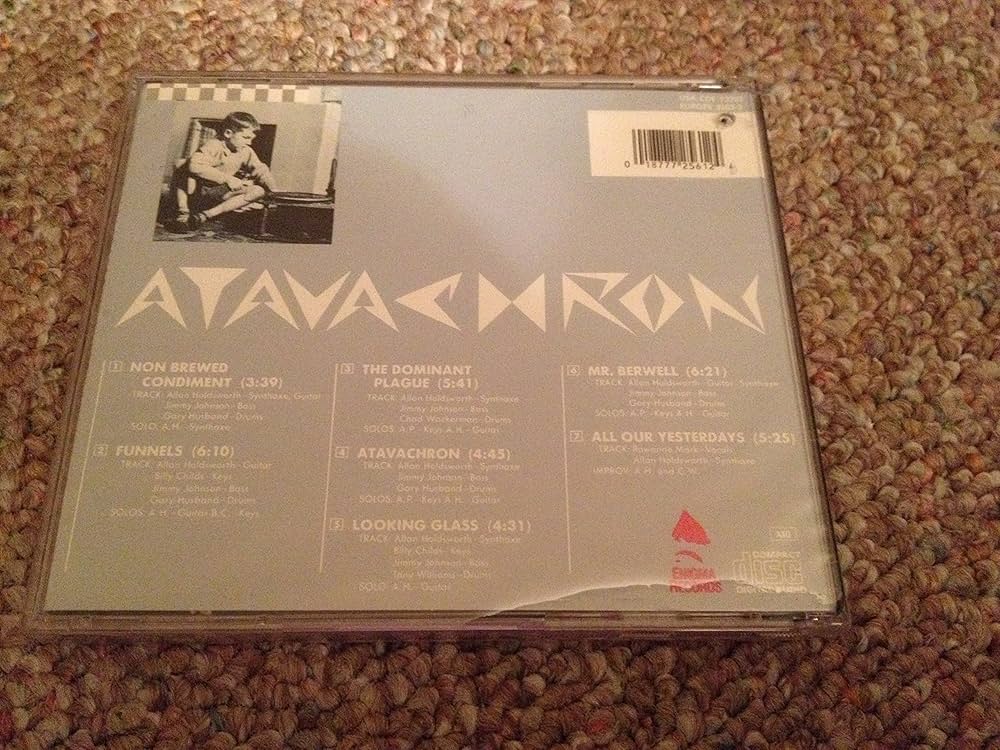 0 18777 25612
ATAVACHRON
1 NON BREWED
CONDIMENT (3:39)
TRACK: Allan Holdsworth - Synthaxe, Guitar
Jimmy Johnson - Bass
Gary Husband - Drums
SOLO: A.H. - Synthaxe
2 FUNNELS (6:10)
TRACK: Allan Holdsworth - Guitar
Billy Childs - Keys
Jimmy Johnson - Bass
Gary Husband - Drums
SOLOS: A.H. - Guitar B.C. - Keys
3 THE DOMINANT
PLAGUE (5:41)
TRACK: Allan Holdsworth - Synthaxe
Jimmy Johnson - Bass
Chad Wackerman - Drums
SOLOS: A.P. - Keys A.H. - Guitar
4 ATAVACHRON (4:45)
TRACK: Allan Holdsworth - Synthaxe
Jimmy Johnson - Bass
Gary Husband - Drums
SOLOS: A.P. - Keys A.H. - Guitar
5 LOOKING GLASS (4:31)
TRACK: Allan Holdsworth - Synthaxe
Billy Childs - Keys
Jimmy Johnson - Bass
Tony Williams - Drums
SOLO: A.H. - Guitar
6 MR. BERWELL (6:21)
TRACK: Allan Holdsworth - Guitar - Synthaxe
Jimmy Johnson - Bass
Gary Husband - Drums
SOLOS: A.P. - Keys A.H. - Guitar
7 ALL OUR YESTERDAYS (5:25)
TRACK: Rowanne Mark - Vocals
Allan Holdsworth - Synthaxe
IMPROV: A.H. and C.W.
ENIGMA
RECORDS
COMPACT
disc
DIGITAL AUDIO